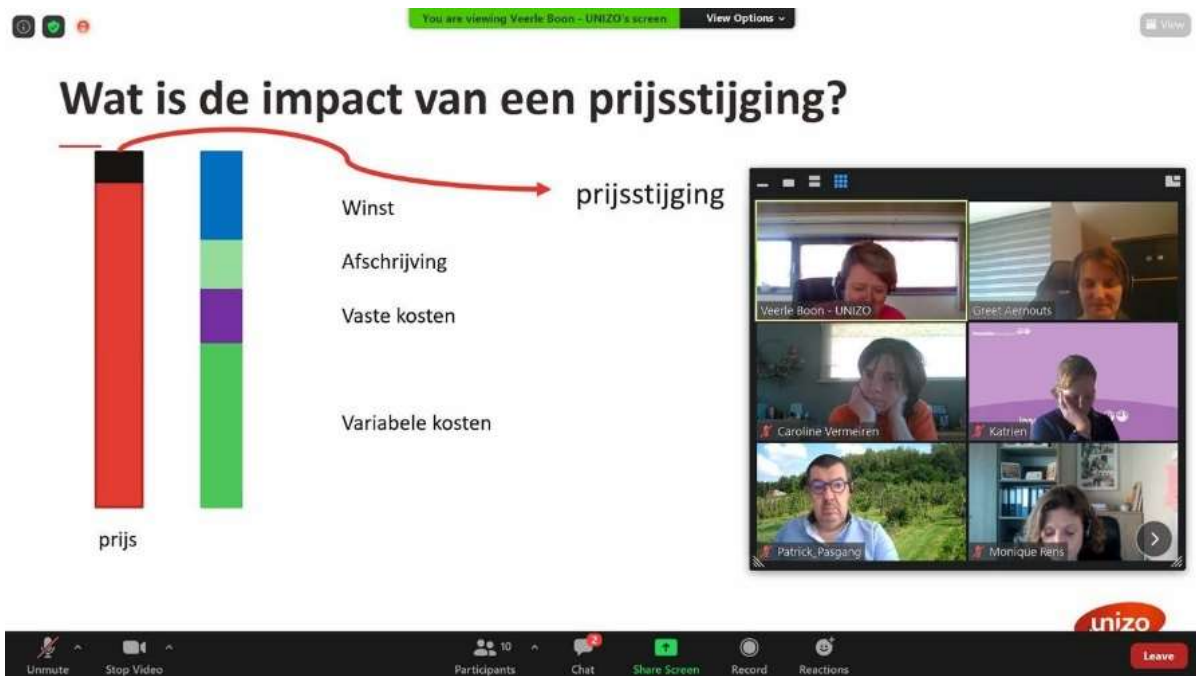 You are viewing Veerle Boon - UNIZO's screen
View Options
View
Wat is de impact van een prijsstijging?
prijsstijging
Winst
Afschrijving
Vaste kosten
Variabele kosten
prijs
Veerle Boon - UNIZO
Greet Aernouts
Caroline Vermeiren
Katrien
Patrick_Pasgang
Monique Rens
unizo
Unmute
Stop Video
Participants
10
Chat
2
Share Screen
Record
Reactions
Leave